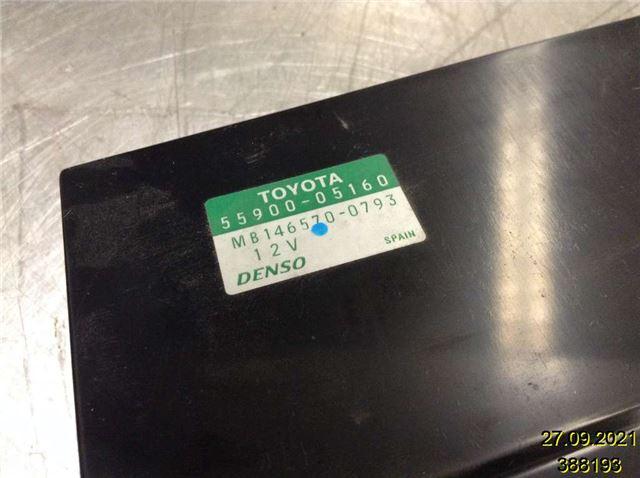 TOYOTA
55900-05160
MB146570-0793
12V
SPAIN
DENSO
27.09.2021
388193